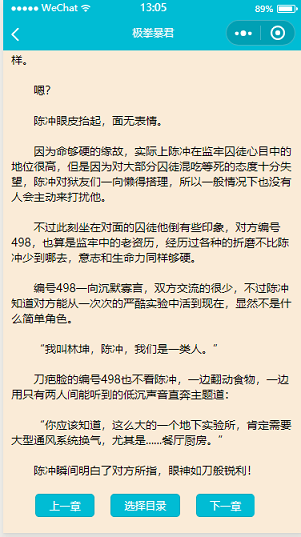 WeChat
13:05
89%
极拳暴君
样。
嗯？
陈冲眼皮抬起，面无表情。
因为命够硬的缘故，实际上陈冲在监牢囚徒心目中的
地位很高，但是因为对大部分囚徒混吃等死的态度十分失
望，陈冲对狱友们一向懒得搭理，所以一般情况下也没有
人会主动来打扰他。
不过此刻坐在对面的囚徒他倒有些印象，对方编号
498，也算是监牢中的老资历，经历过各种的折磨不比陈
冲少到哪去，意志和生命力同样够硬。
编号498一向沉默寡言，双方交流的很少，不过陈冲
知道对方能从一次次的严酷实验中活到现在，显然不是什
么简单角色。
“我叫林坤，陈冲，我们是一类人。”
刀疤脸的编号498也不看陈冲，一边翻动食物，一边
用只有两人间能听到的低沉声音直奔主题道：
“你应该知道，这么大的一个地下实验所，肯定需要
大型通风系统换气，尤其是......餐厅厨房。”
陈冲瞬间明白了对方所指，眼神如刀般锐利！
上一章
选择目录
下一章